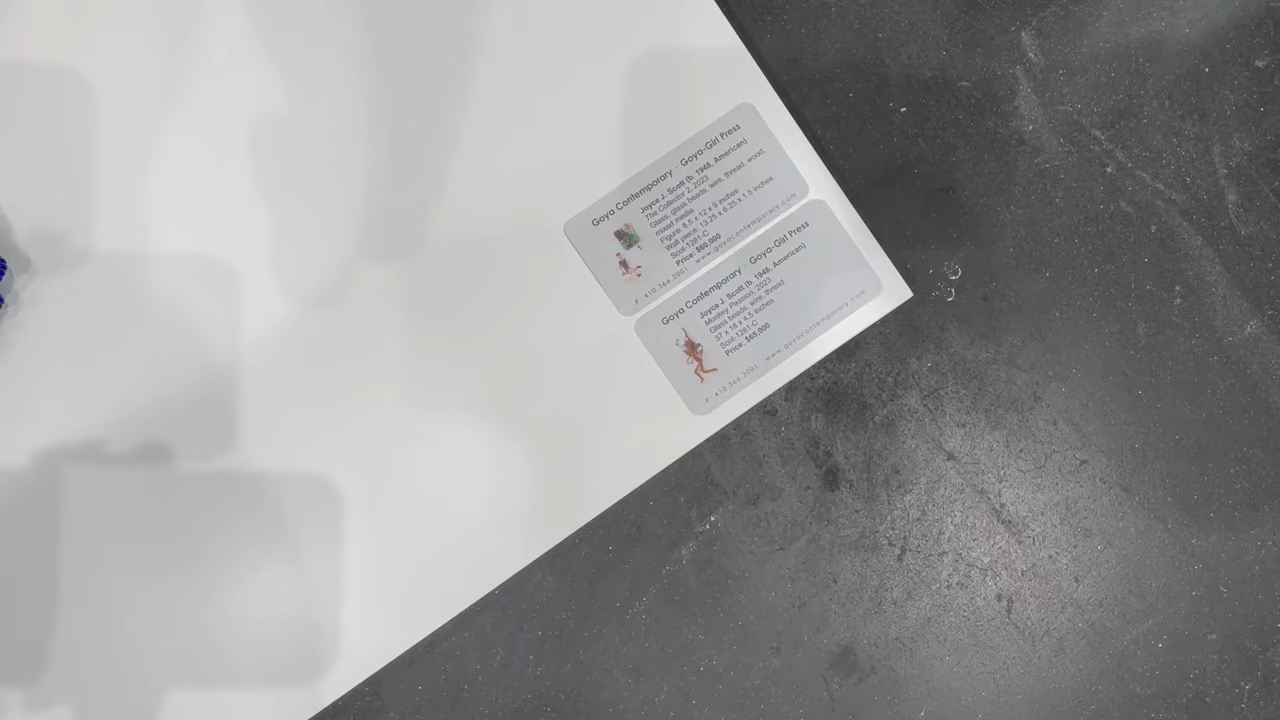 Goya Contemporary · Goya-Girl Press
Joyce J. Scott (b. 1948, American)
The Collector 2, 2023
Glass, glass beads, wire, thread, wood,
mixed media
Figure: 8.5 x 12 x 9 inches
Wall piece: 13.25 x 8.25 x 1.5 inches
Scot-1281-C
Price: $60,000
P: 410.366.2001 www.goyacontemporary.com
Goya Contemporary · Goya-Girl Press
Joyce J. Scott (b. 1948, American)
Monkey Passion, 2023
Glass beads, wire, thread
37 x 18 x 4.5 inches
Scot-1281-C
Price: $65,000
P: 410.366.2001 www.goyacontemporary.com